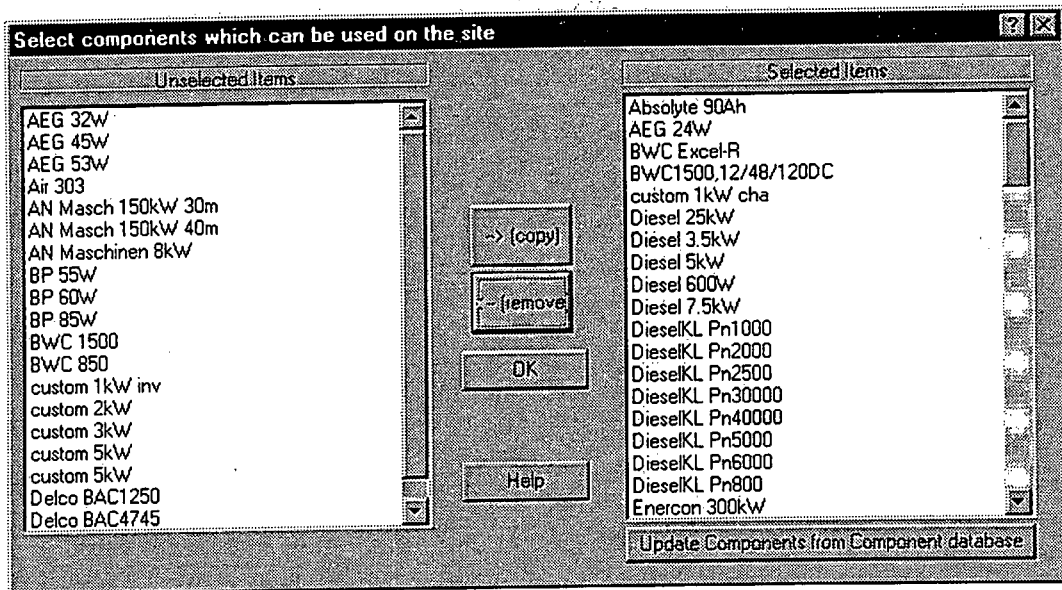 Select components which can be used on the site
Unselected Items
AEG 32W
AEG 45W
AEG 53W
Air 303
AN Masch 150kW 30m
AN Masch 150kW 40m
AN Maschinen 8kW
BP 55W
BP 60W
BP 85W
BWC 1500
BWC 850
custom 1kW inv
custom 2kW
custom 3kW
custom 5kW
custom 5kW
Delco BAC1250
Delco BAC4745
--> (copy)
-- (remove
OK
Help
Selected Items
Absolyte 90Ah
AEG 24W
BWC Excel-R
BWC1500,12/48/120DC
custom 1kW cha
Diesel 25kW
Diesel 3.5kW
Diesel 5kW
Diesel 600W
Diesel 7.5kW
DieselKL Pn1000
DieselKL Pn2000
DieselKL Pn2500
DieselKL Pn30000
DieselKL Pn40000
DieselKL Pn5000
DieselKL Pn6000
DieselKL Pn800
Enercon 300kW
Update Components from Component database